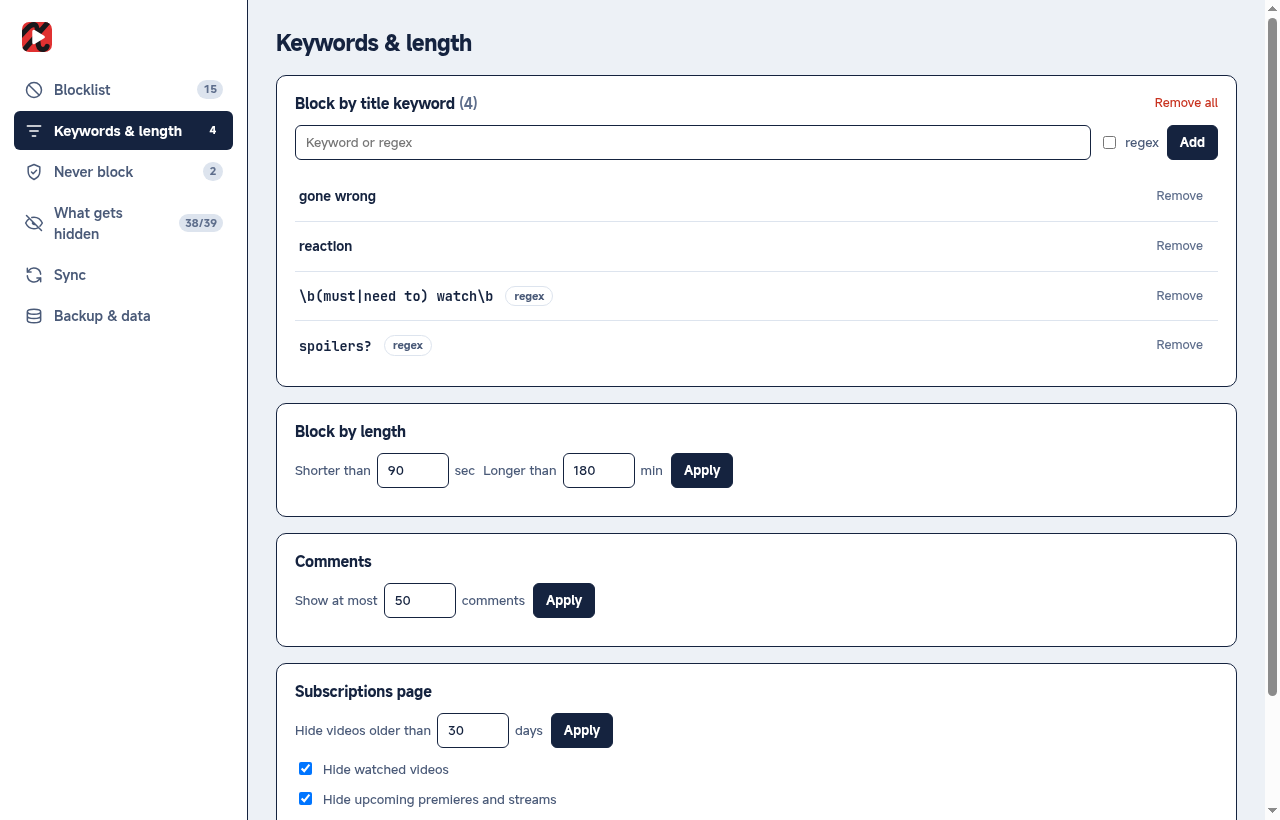 Blocklist 15
Keywords & length 4
Never block 2
What gets
hidden 38/39
Sync
Backup & data
Keywords & length
Block by title keyword (4) Remove all
Keyword or regex regex Add
gone wrong Remove
reaction Remove
\b(must|need to) watch\b regex Remove
spoilers? regex Remove
Block by length
Shorter than 90 sec Longer than 180 min Apply
Comments
Show at most 50 comments Apply
Subscriptions page
Hide videos older than 30 days Apply
Hide watched videos
Hide upcoming premieres and streams